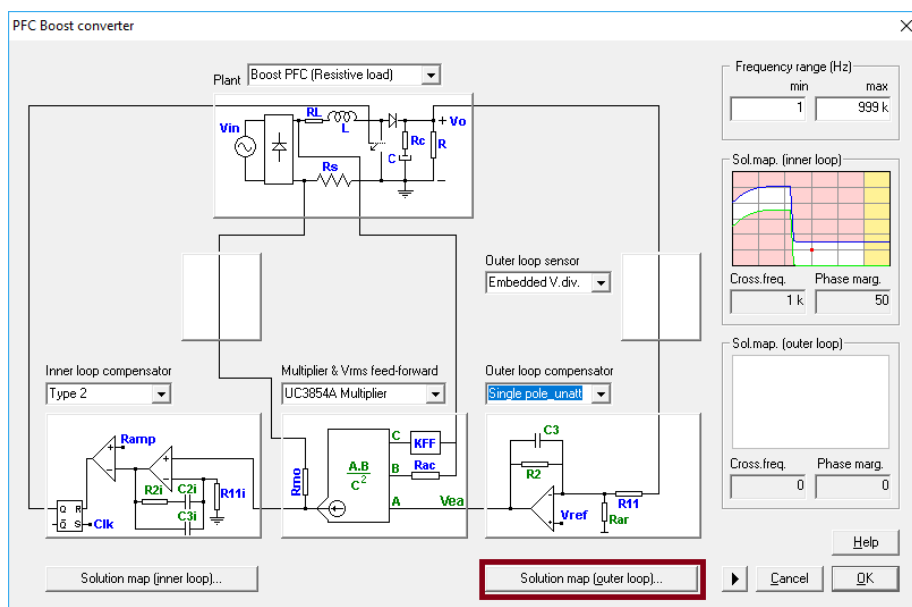 PFC Boost converter
Plant
Boost PFC (Resistive load)
Vin
RL
L
Rs
C
Rc
+ Vo
R
Outer loop sensor
Embedded V.div.
Inner loop compensator
Type 2
Multiplier & Vrms feed-forward
UC3854A Multiplier
Outer loop compensator
Single pole_unatt
Ramp
R2i
C2i
C3i
R11i
Q R
Q S
Clk
Rmo
A.B
C2
C
B
A
KFF
Rac
Vea
C3
R2
Vref
Rar
R11
Solution map (inner loop)...
Solution map (outer loop)...
Frequency range (Hz)
min
max
1
999 k
Sol.map. (inner loop)
Cross.freq.
Phase marg.
1 k
50
Sol.map. (outer loop)
Cross.freq.
Phase marg.
0
0
Help
Cancel
OK